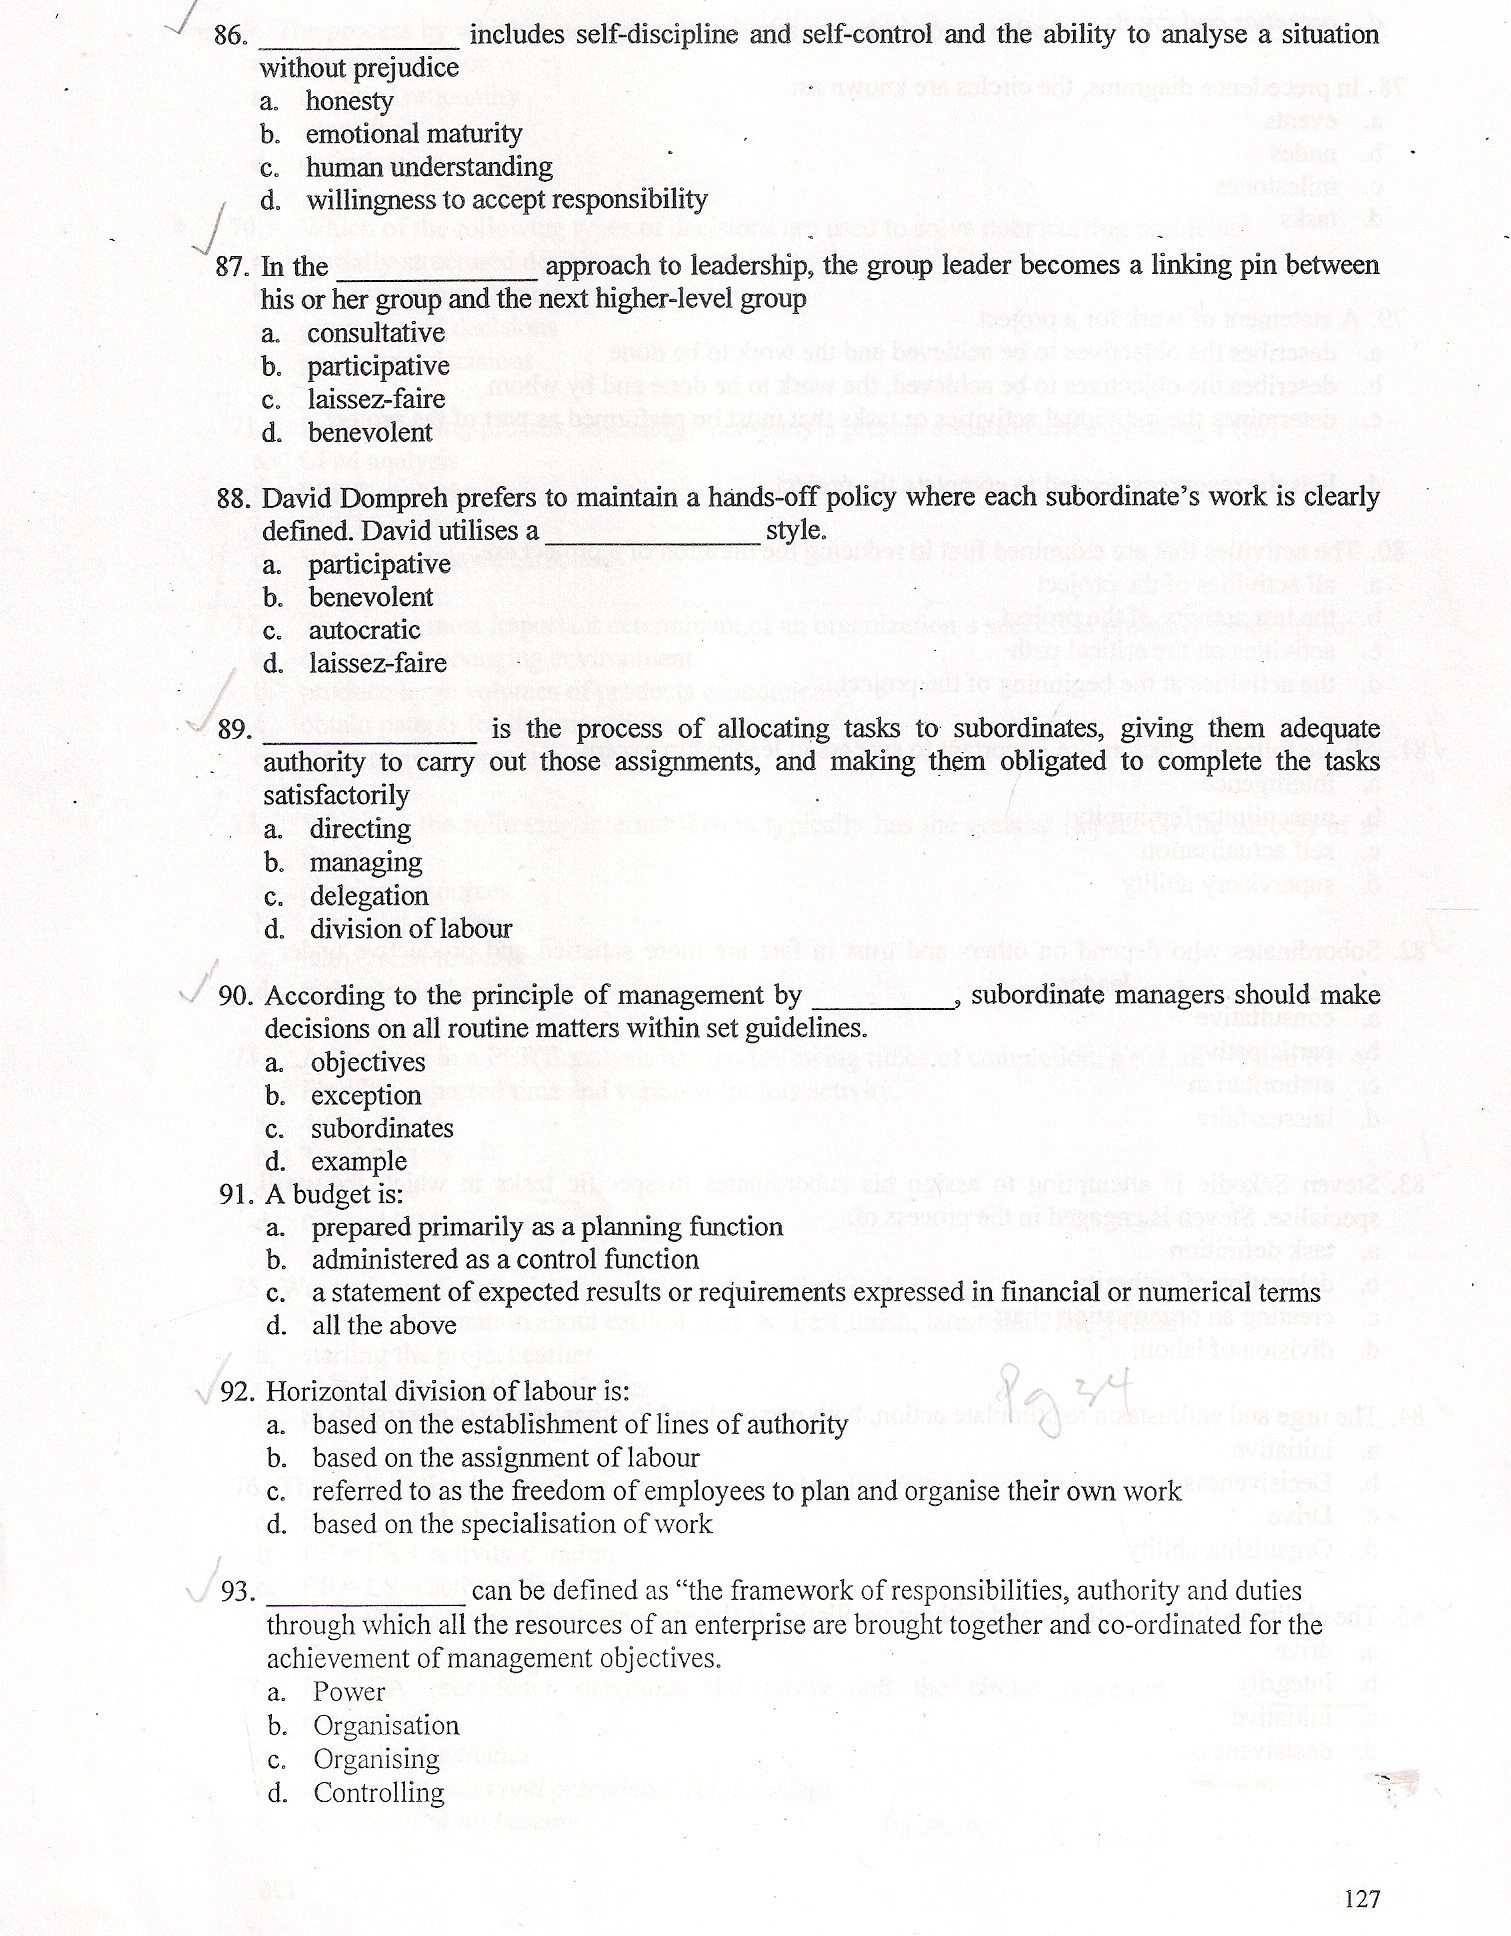 86. ____________ includes self-discipline and self-control and the ability to analyse a situation
without prejudice
a. honesty
b. emotional maturity
c. human understanding
d. willingness to accept responsibility
87. In the ____________ approach to leadership, the group leader becomes a linking pin between
his or her group and the next higher-level group
a. consultative
b. participative
c. laissez-faire
d. benevolent
88. David Dompreh prefers to maintain a hands-off policy where each subordinate's work is clearly
defined. David utilises a ____________ style.
a. participative
b. benevolent
c. autocratic
d. laissez-faire
89. ____________ is the process of allocating tasks to subordinates, giving them adequate
authority to carry out those assignments, and making them obligated to complete the tasks
satisfactorily
a. directing
b. managing
c. delegation
d. division of labour
90. According to the principle of management by _________, subordinate managers should make
decisions on all routine matters within set guidelines.
a. objectives
b. exception
c. subordinates
d. example
91. A budget is:
a. prepared primarily as a planning function
b. administered as a control function
c. a statement of expected results or requirements expressed in financial or numerical terms
d. all the above
92. Horizontal division of labour is:
Pg 34
a. based on the establishment of lines of authority
b. based on the assignment of labour
c. referred to as the freedom of employees to plan and organise their own work
d. based on the specialisation of work
93. ____________ can be defined as “the framework of responsibilities, authority and duties
through which all the resources of an enterprise are brought together and co-ordinated for the
achievement of management objectives.
a. Power
b. Organisation
c. Organising
d. Controlling
127